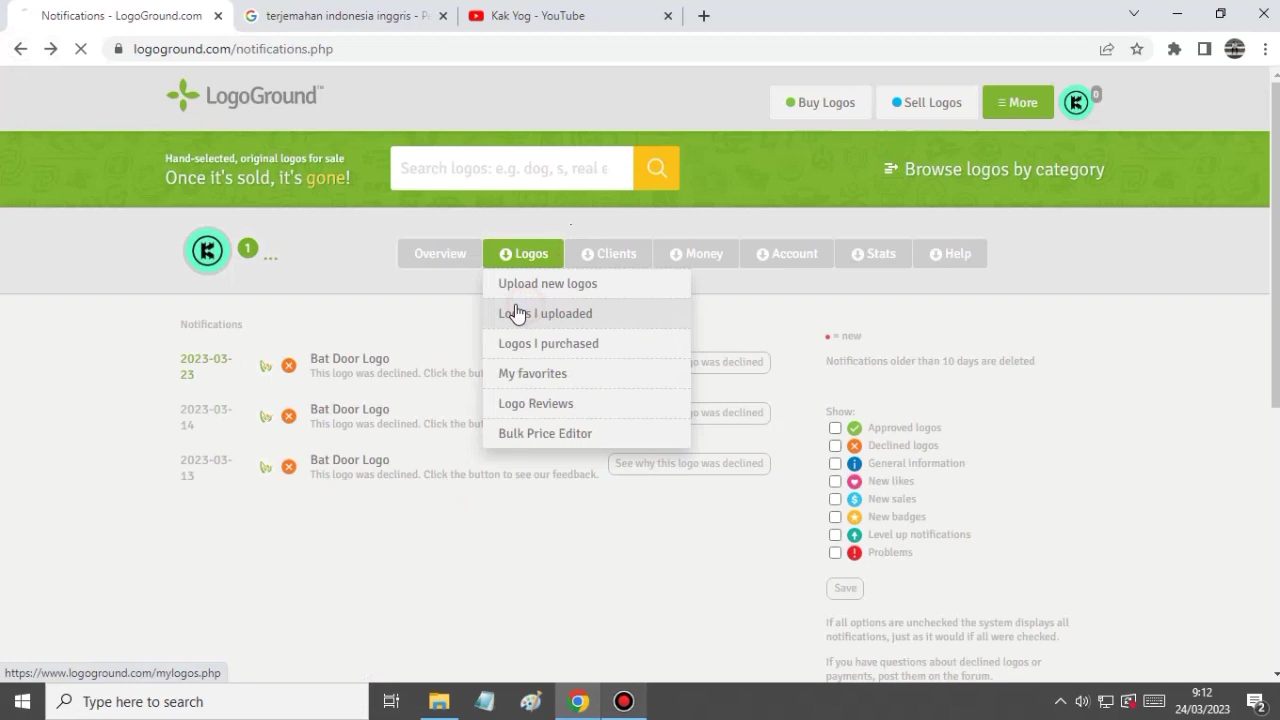 Notifications - LogoGround.com
terjemahan indonesia inggris - Pe
Kak Yog - YouTube
logoground.com/notifications.php
LogoGround™
Buy Logos
Sell Logos
More
0
Hand-selected, original logos for sale
Once it's sold, it's gone!
Search logos: e.g. dog, s, real e
Browse logos by category
1
...
Overview
Logos
Clients
Money
Account
Stats
Help
Upload new logos
Logos I uploaded
Logos I purchased
My favorites
Logo Reviews
Bulk Price Editor
Notifications
2023-03-
23
Bat Door Logo
This logo was declined. Click the but
go was declined
2023-03-
14
Bat Door Logo
This logo was declined. Click the but
go was declined
2023-03-
13
Bat Door Logo
This logo was declined. Click the button to see our feedback.
See why this logo was declined
= new
Notifications older than 10 days are deleted
Show:
Approved logos
Declined logos
General information
New likes
New sales
New badges
Level up notifications
Problems
Save
If all options are unchecked the system displays all
notifications, just as it would if all were checked.
If you have questions about declined logos or
payments, post them on the forum.
https://www.logoground.com/mylogos.php
Type here to search
9:12
24/03/2023
2